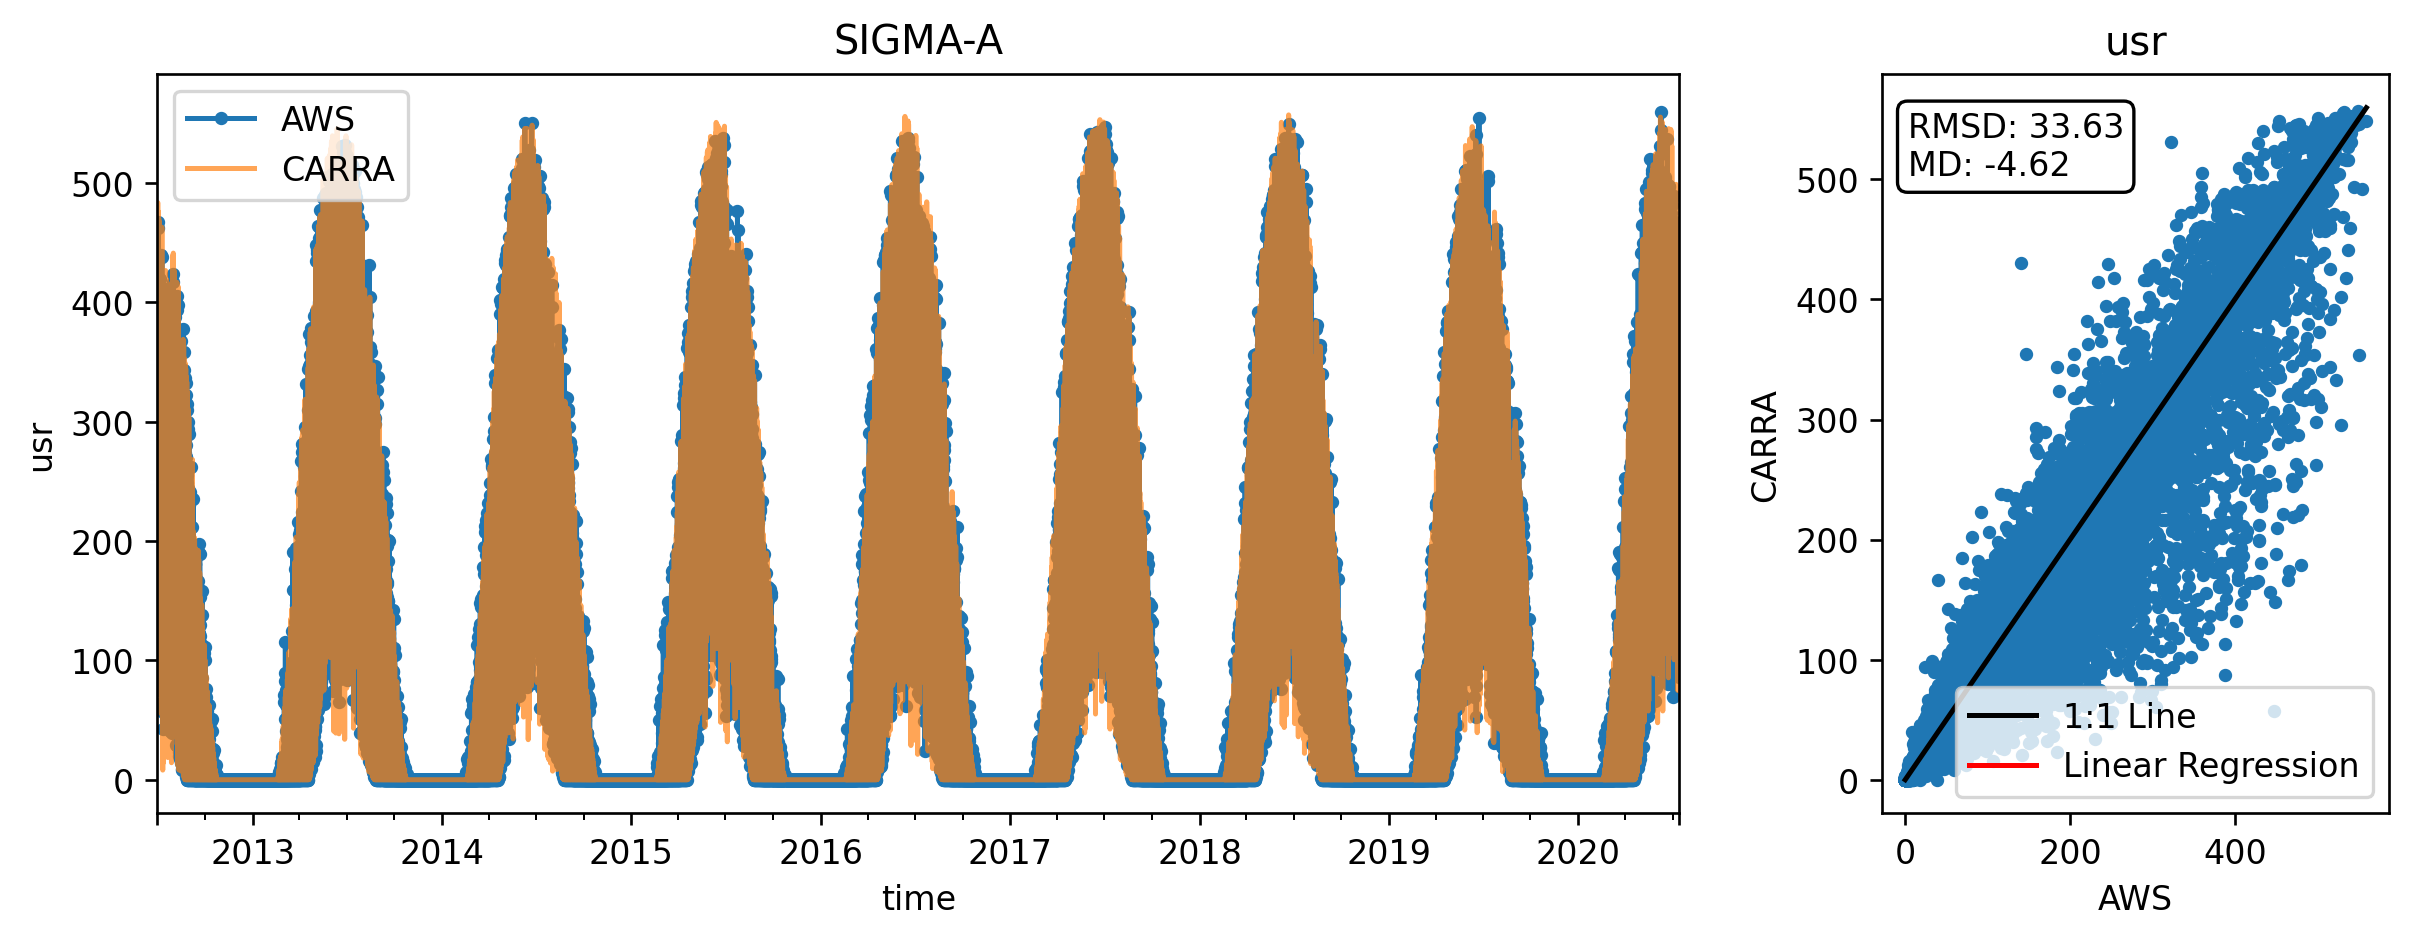 SIGMA-A
AWS
CARRA
usr
500
400
300
200
100
0
2013 2014 2015 2016 2017 2018 2019 2020
time
usr
RMSD: 33.63
MD: -4.62
CARRA
500
400
300
200
100
0
1:1 Line
Linear Regression
0 200 400
AWS